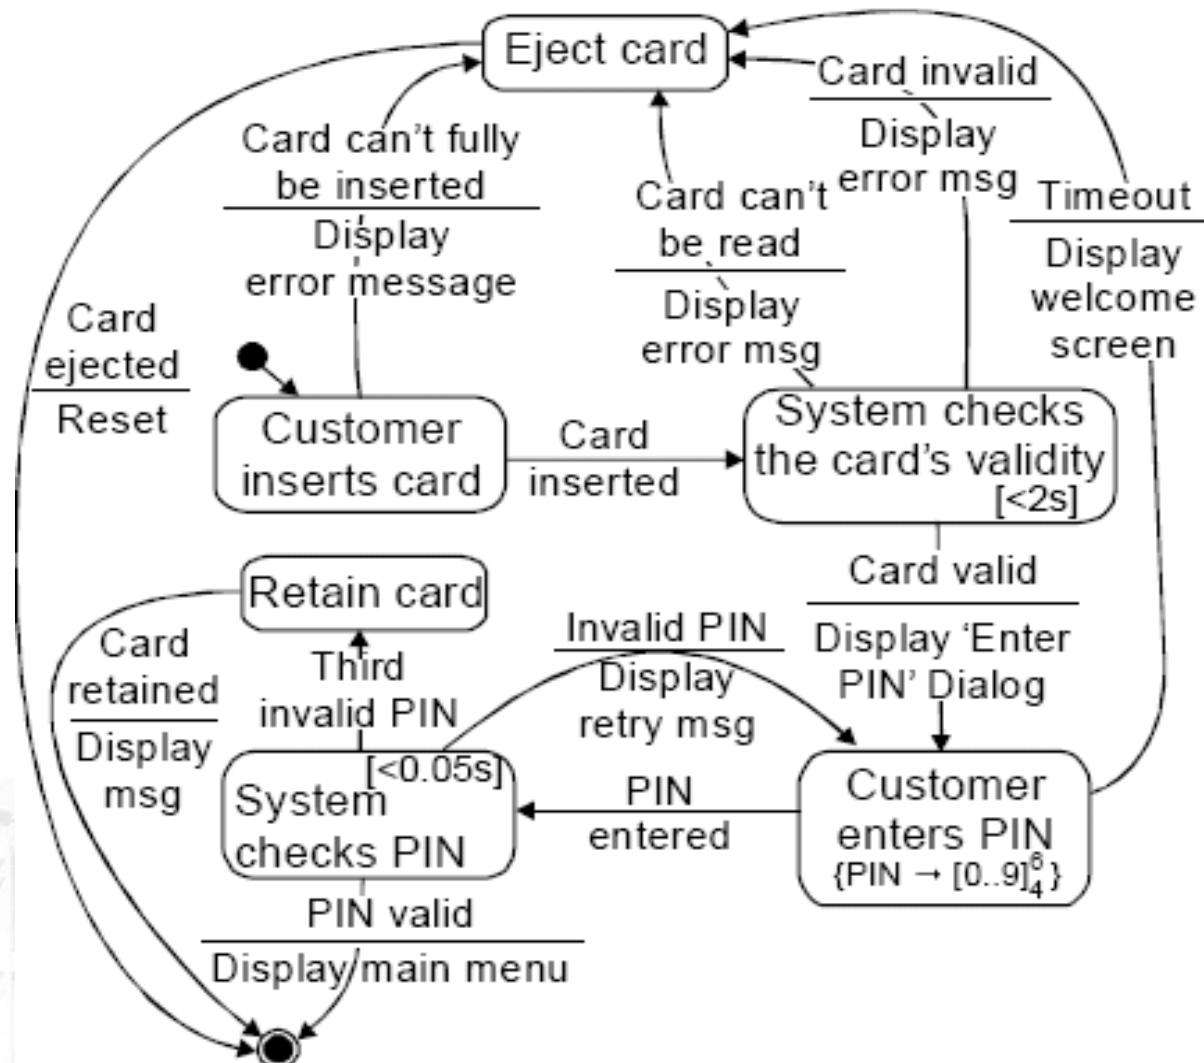 Eject card
Card invalid
Display
error msg
Card can't fully
be inserted
Display
error message
Card can't
be read
Display
error msg
Timeout
Display
welcome
screen
Card
ejected
Reset
Customer
inserts card
Card
inserted
System checks
the card's validity
[<2s]
Card valid
Display 'Enter
PIN' Dialog
Retain card
Card
retained
Display
msg
Third
invalid PIN
Invalid PIN
Display
retry msg
[<0.05s]
System
checks PIN
PIN
entered
Customer
enters PIN
{PIN → [0..9]⁶₄}
PIN valid
Display main menu